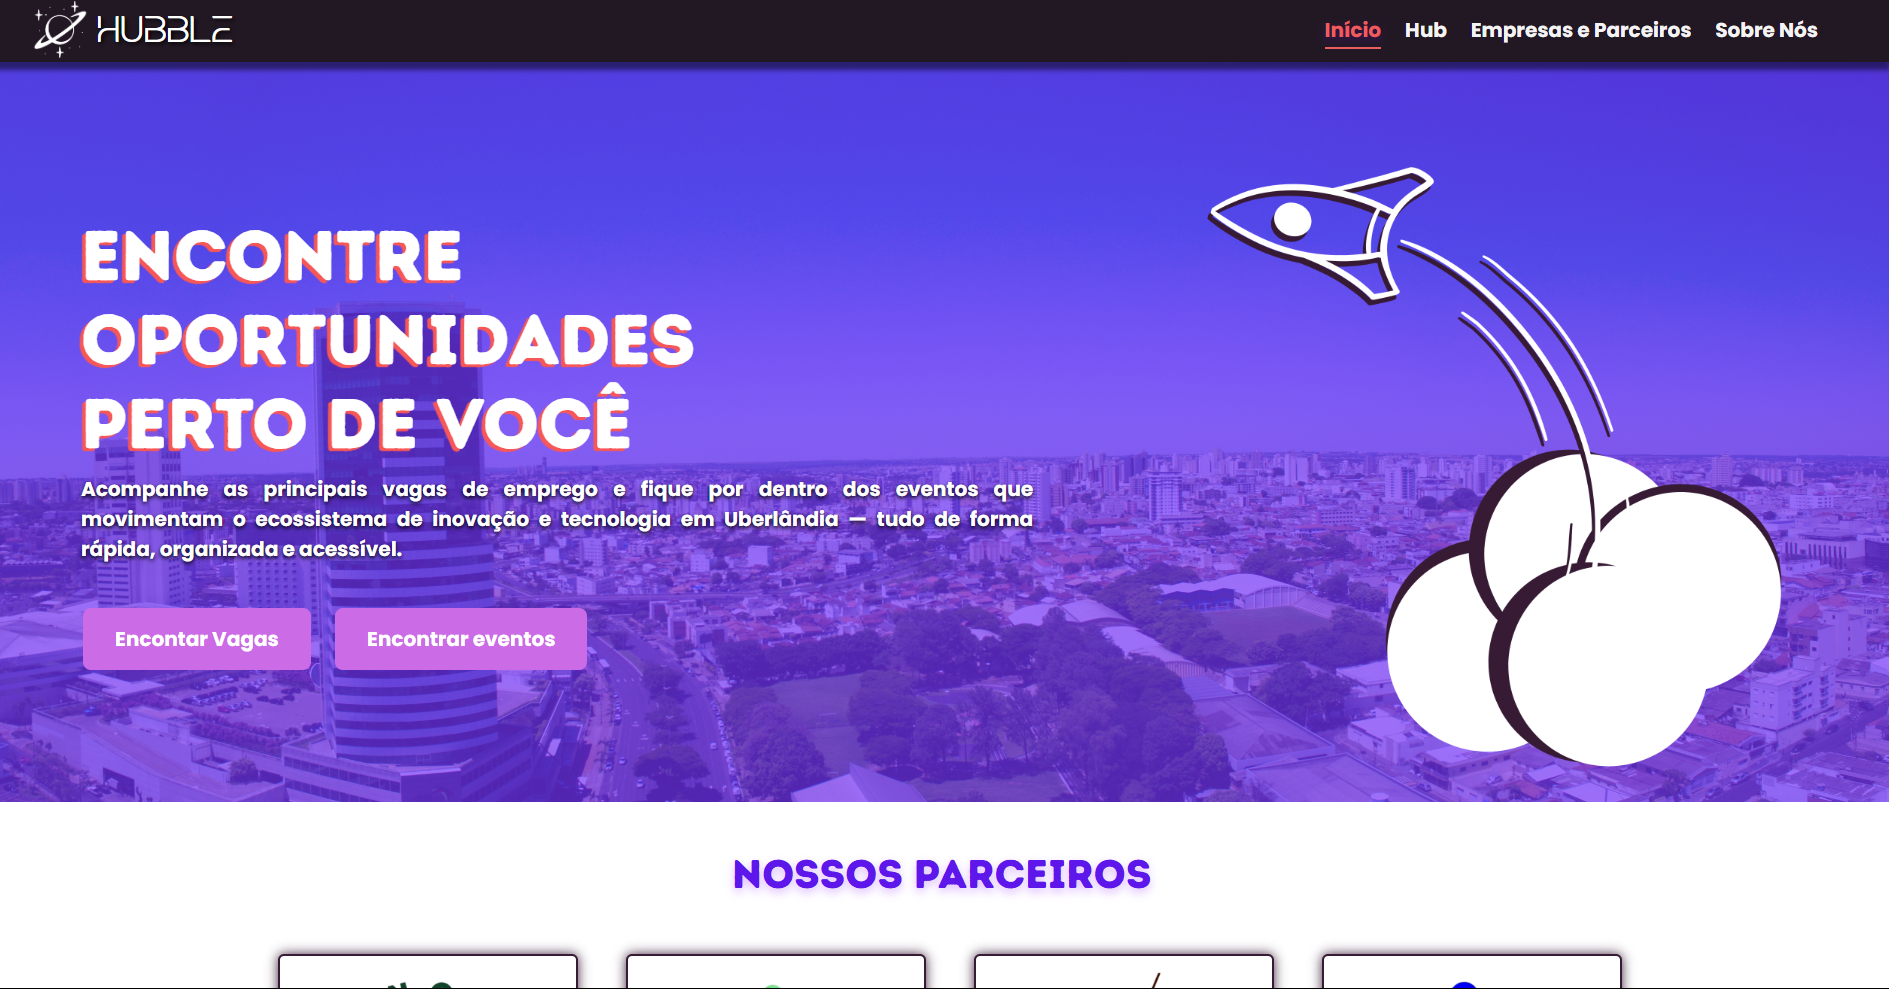 HUBBLE
Início Hub Empresas e Parceiros Sobre Nós
ENCONTRE
OPORTUNIDADES
PERTO DE VOCÊ
Acompanhe as principais vagas de emprego e fique por dentro dos eventos que
movimentam o ecossistema de inovação e tecnologia em Uberlândia — tudo de forma
rápida, organizada e acessível.
Encontar Vagas
Encontrar eventos
NOSSOS PARCEIROS